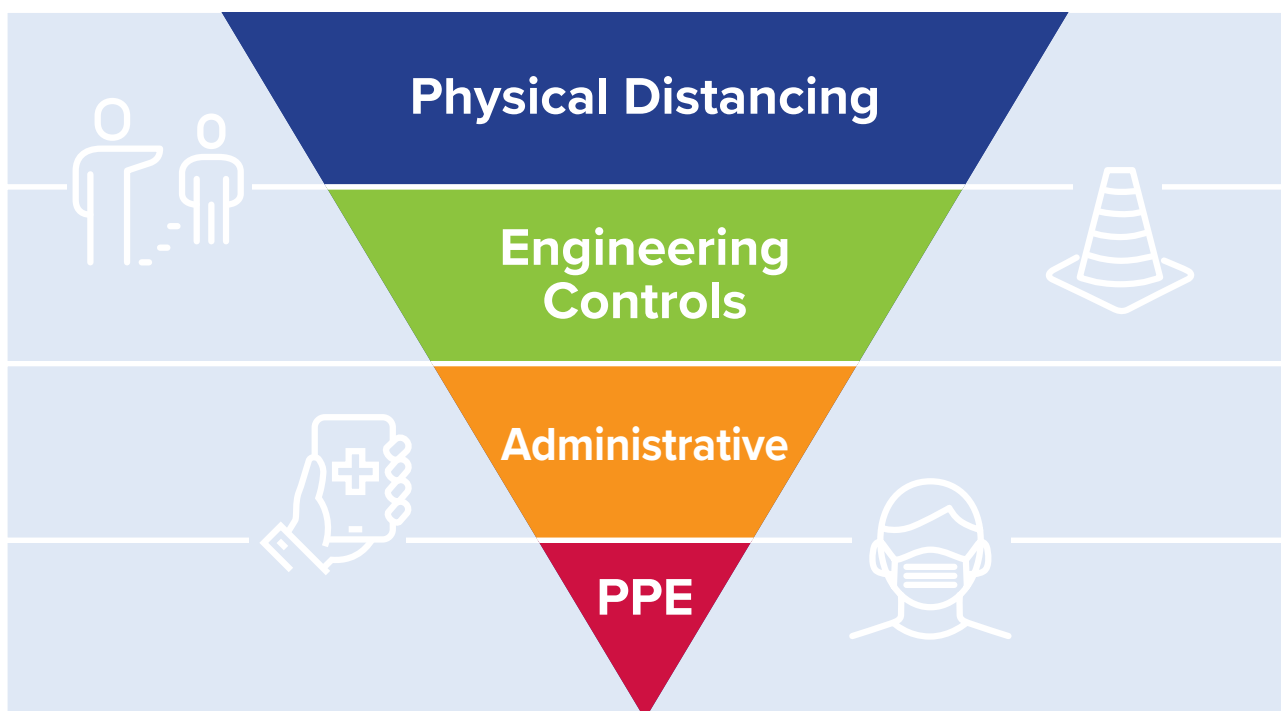 Physical Distancing
Engineering
Controls
Administrative
PPE